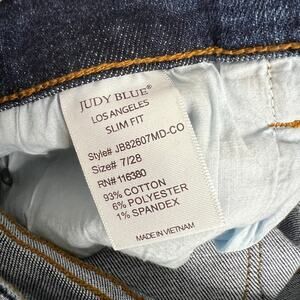 JUDY BLUE®
LOS ANGELES
SLIM FIT
Style# JB82607MD-CO
Size# 7/28
RN# 116380
93% COTTON
6% POLYESTER
1% SPANDEX
MADE IN VIETNAM